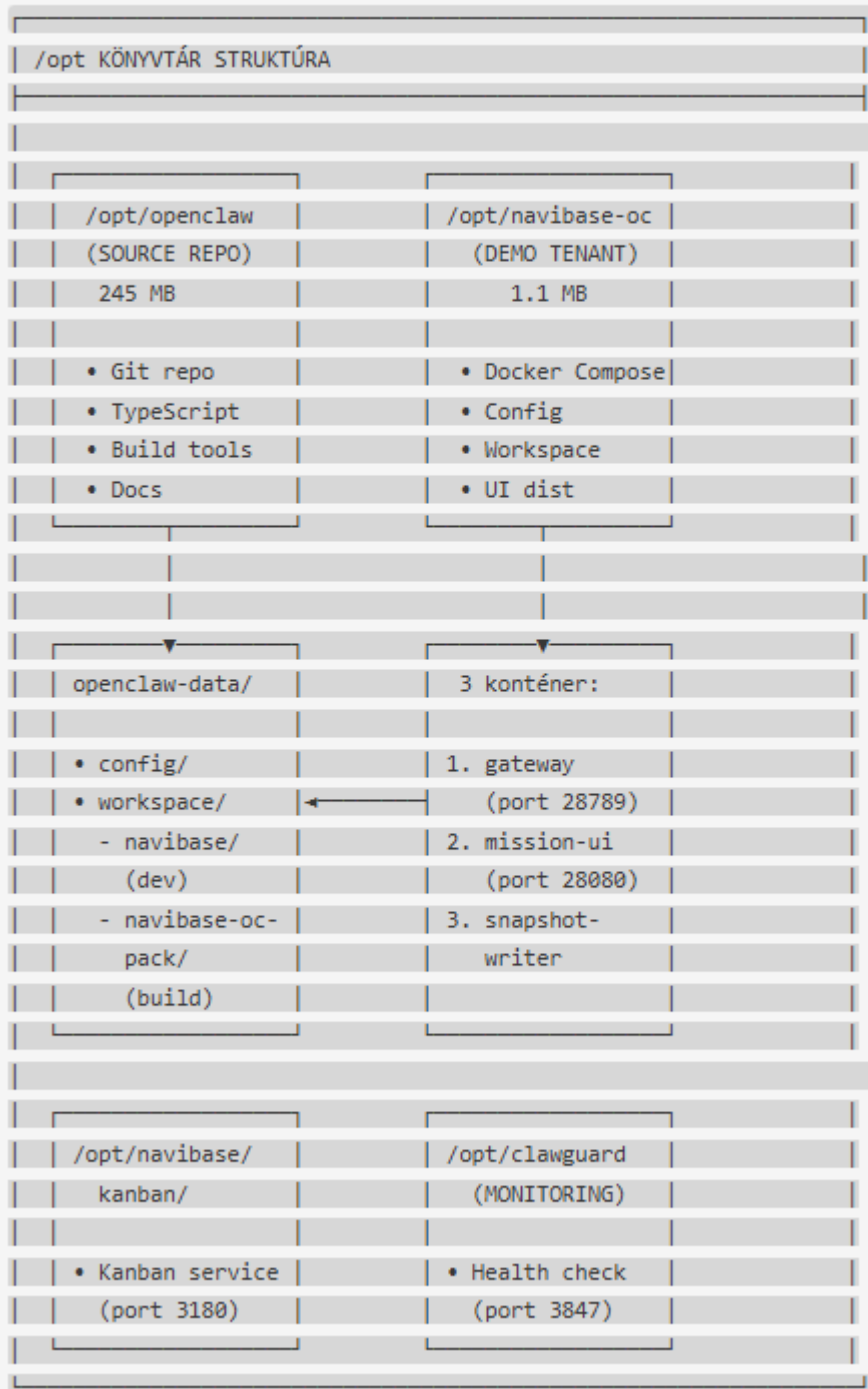 /opt KÖNYVTÁR STRUKTÚRA
/opt/openclaw
(SOURCE REPO)
245 MB
• Git repo
• TypeScript
• Build tools
• Docs
/opt/navibase-oc
(DEMO TENANT)
1.1 MB
• Docker Compose
• Config
• Workspace
• UI dist
openclaw-data/
• config/
• workspace/
- navibase/
(dev)
- navibase-oc-
pack/
(build)
3 konténer:
1. gateway
(port 28789)
2. mission-ui
(port 28080)
3. snapshot-
writer
/opt/navibase/
kanban/
• Kanban service
(port 3180)
/opt/clawguard
(MONITORING)
• Health check
(port 3847)